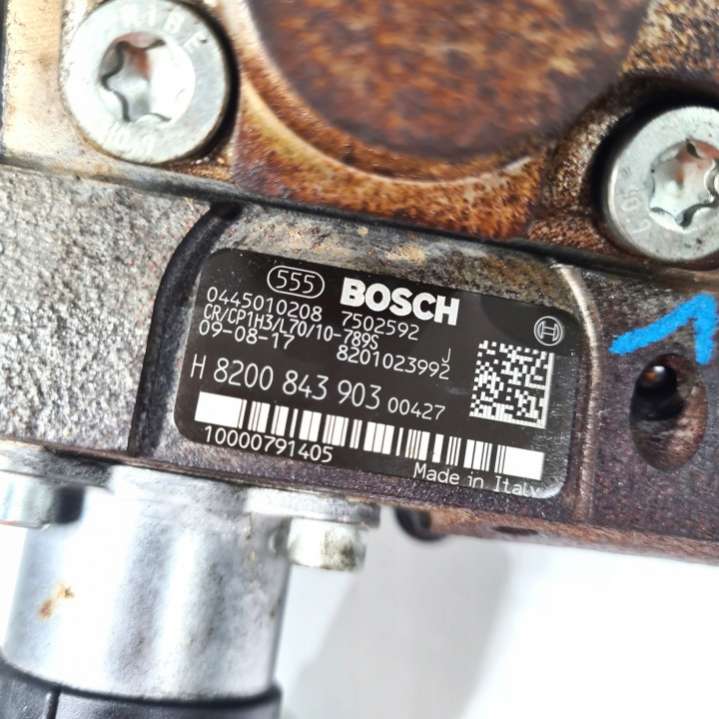 555 BOSCH
0445010208 7502592
CR/CP1H3/L70/10-789S J
09-08-17 8201023992
H 8200 843 903 00427
10000791405
Made in Italy